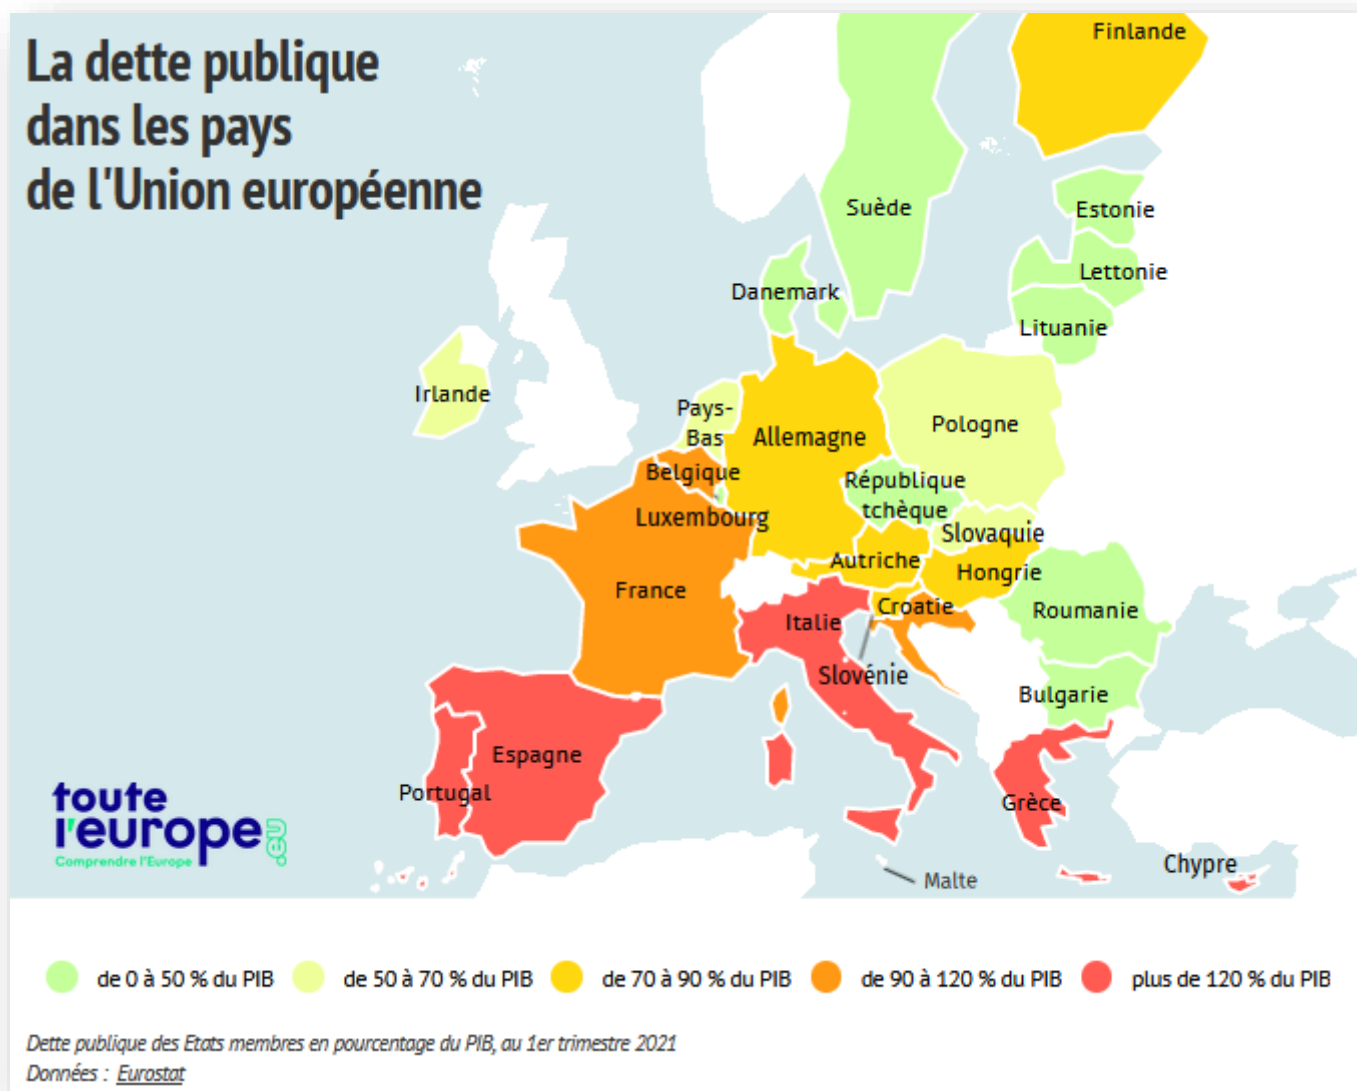 La dette publique
dans les pays
de l'Union européenne
Finlande
Suède
Estonie
Lettonie
Danemark
Lituanie
Irlande
Pays-
Bas
Allemagne
Pologne
Belgique
République
tchèque
Luxembourg
Slovaquie
Autriche
Hongrie
France
Croatie
Roumanie
Italie
Slovénie
Bulgarie
Espagne
Portugal
Grèce
Chypre
Malte
toute
l'europe.eu
Comprendre l'Europe
de 0 à 50 % du PIB
de 50 à 70 % du PIB
de 70 à 90 % du PIB
de 90 à 120 % du PIB
plus de 120 % du PIB
Dette publique des Etats membres en pourcentage du PIB, au 1er trimestre 2021
Données : Eurostat